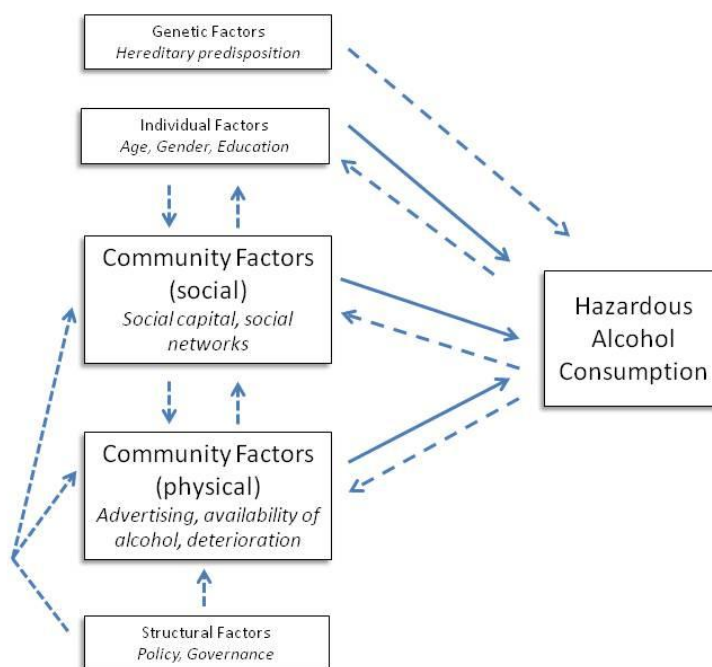 Genetic Factors
Hereditary predisposition
Individual Factors
Age, Gender, Education
Community Factors
(social)
Social capital, social
networks
Hazardous
Alcohol
Consumption
Community Factors
(physical)
Advertising, availability of
alcohol, deterioration
Structural Factors
Policy, Governance